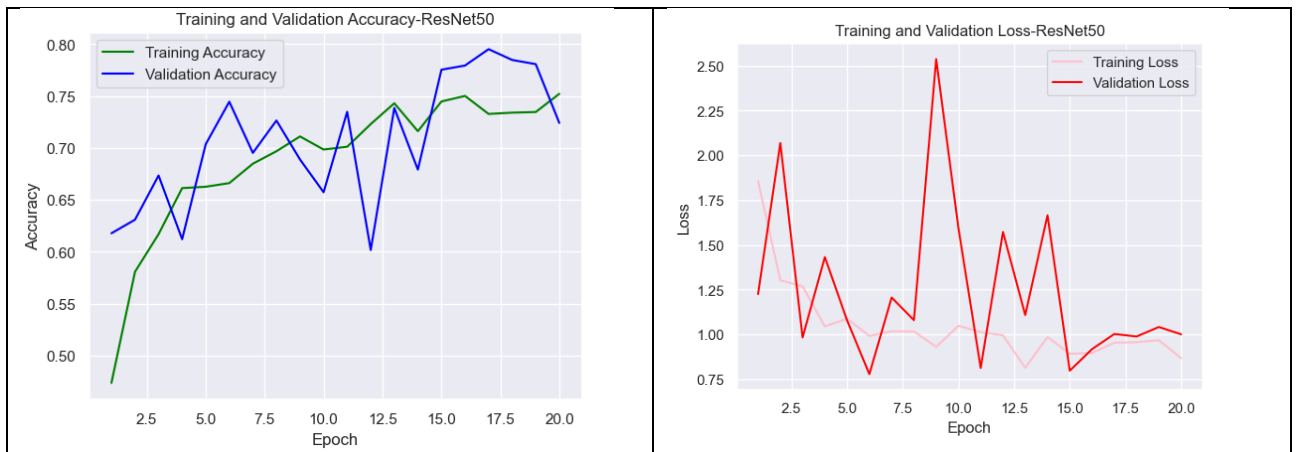 Training and Validation Accuracy-ResNet50
Training Accuracy
Validation Accuracy
0.80
0.75
0.70
0.65
0.60
0.55
0.50
Accuracy
2.5 5.0 7.5 10.0 12.5 15.0 17.5 20.0
Epoch
Training and Validation Loss-ResNet50
Training Loss
Validation Loss
2.50
2.25
2.00
1.75
1.50
1.25
1.00
0.75
Loss
2.5 5.0 7.5 10.0 12.5 15.0 17.5 20.0
Epoch